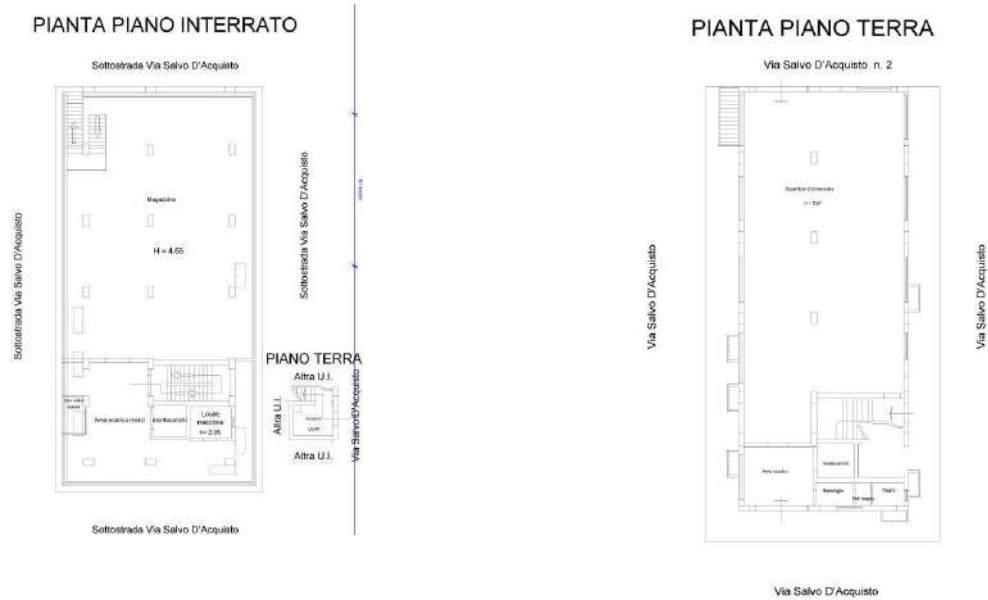 PIANTA PIANO INTERRATO
Sottostrada Via Salvo D'Acquisto
Sottostrada Via Salvo D'Acquisto
Magazzino
H = 4.65
Sottostrada Via Salvo D'Acquisto
Area scarico merci
montacarichi
Locale
macchine
Sottostrada Via Salvo D'Acquisto
PIANO TERRA
Altra U.I.
Altra U.I.
Altra U.I.
Via Salvo D'Acquisto
PIANTA PIANO TERRA
Via Salvo D'Acquisto n. 2
Via Salvo D'Acquisto
Superficie Commerciale
Via Salvo D'Acquisto
Area scarico
montacarichi
Via Salvo D'Acquisto